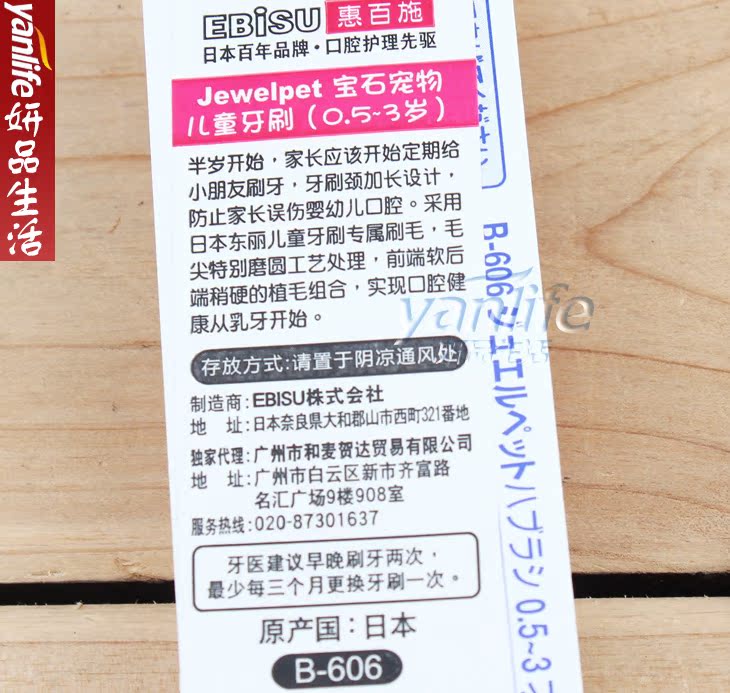 yanlife
妍品生活
EBiSU 惠百施
日本百年品牌·口腔护理先驱
Jewelpet 宝石宠物
儿童牙刷（0.5~3岁）
半岁开始，家长应该开始定期给
小朋友刷牙，牙刷颈加长设计，
防止家长误伤婴幼儿口腔。采用
日本东丽儿童牙刷专属刷毛，毛
尖特别磨圆工艺处理，前端软后
端稍硬的植毛组合，实现口腔健
康从乳牙开始。
存放方式:请置于阴凉通风处
制造商:EBISU株式会社
地 址:日本奈良県大和郡山市西町321番地
独家代理:广州市和麦贺达贸易有限公司
地 址:广州市白云区新市齐富路
名汇广场9楼908室
服务热线:020-87301637
牙医建议早晚刷牙两次，
最少每三个月更换牙刷一次。
原产国:日本
B-606
B-606 ジュエルペットハブラシ 0.5~3才
yanlife